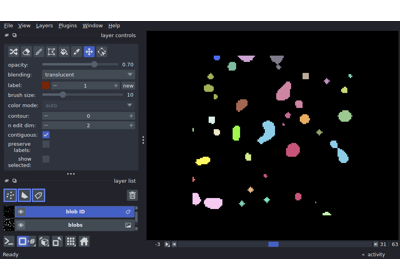 File View Layers Plugins Window Help
layer controls
opacity: 0.70
blending: translucent
label: 1 new
brush size: 10
color mode: auto
contour: 0
n edit dim: 2
contiguous:
preserve
labels:
show
selected:
layer list
blob ID
blobs
-3 31 63
Ready activity